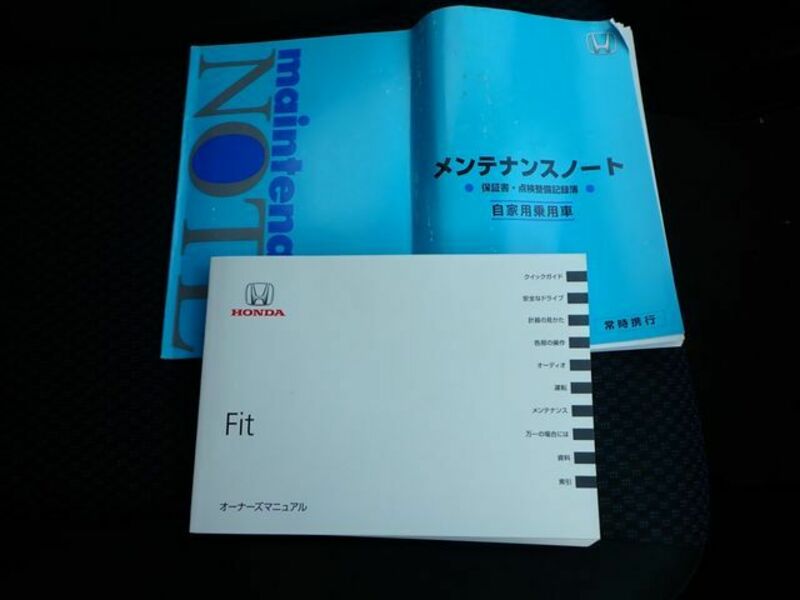 maintena
NOTE
メンテナンスノート
● 保証書・点検整備記録簿 ●
自家用乗用車
常時携行
HONDA
Fit
オーナーズマニュアル
クイックガイド
安全なドライブ
計器の見かた
各部の操作
オーディオ
運転
メンテナンス
万一の場合には
資料
索引